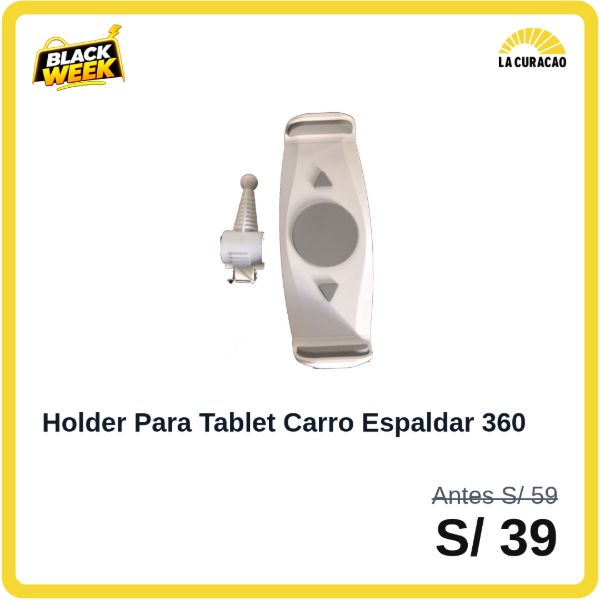 BLACK
WEEK
LA CURACAO
Holder Para Tablet Carro Espaldar 360
Antes S/ 59
S/ 39